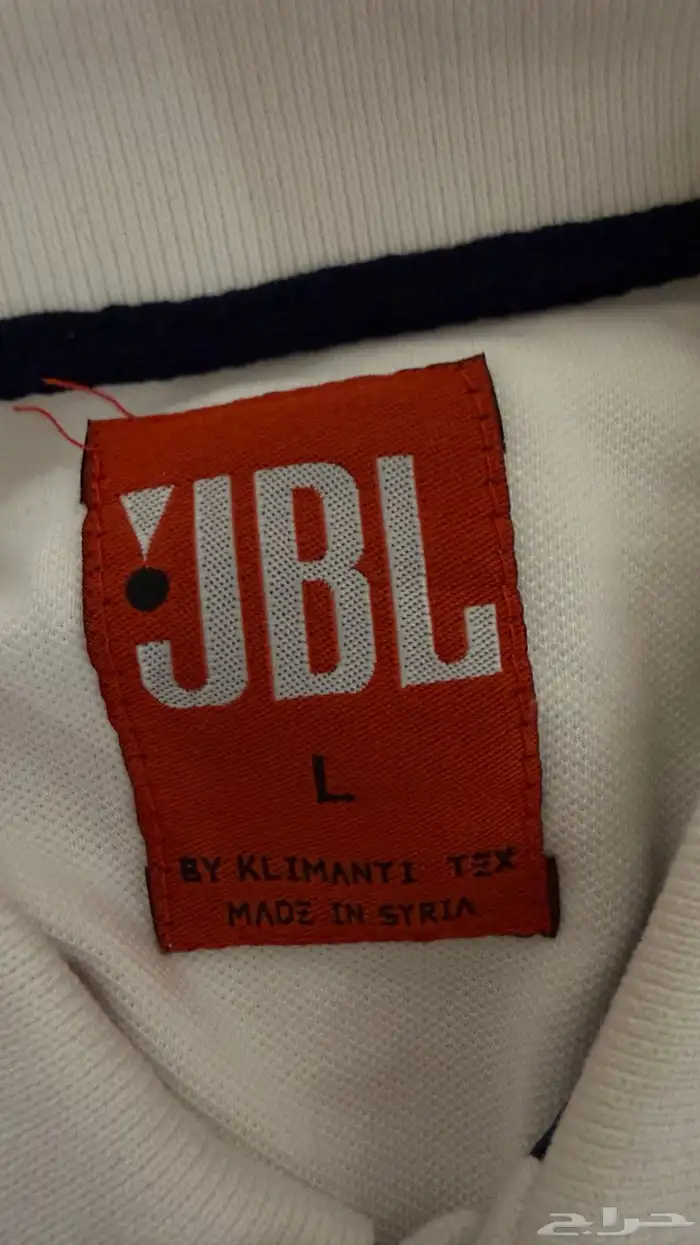 JBL
L
BY KLIMANTI TEX
MADE IN SYRIA
حراج